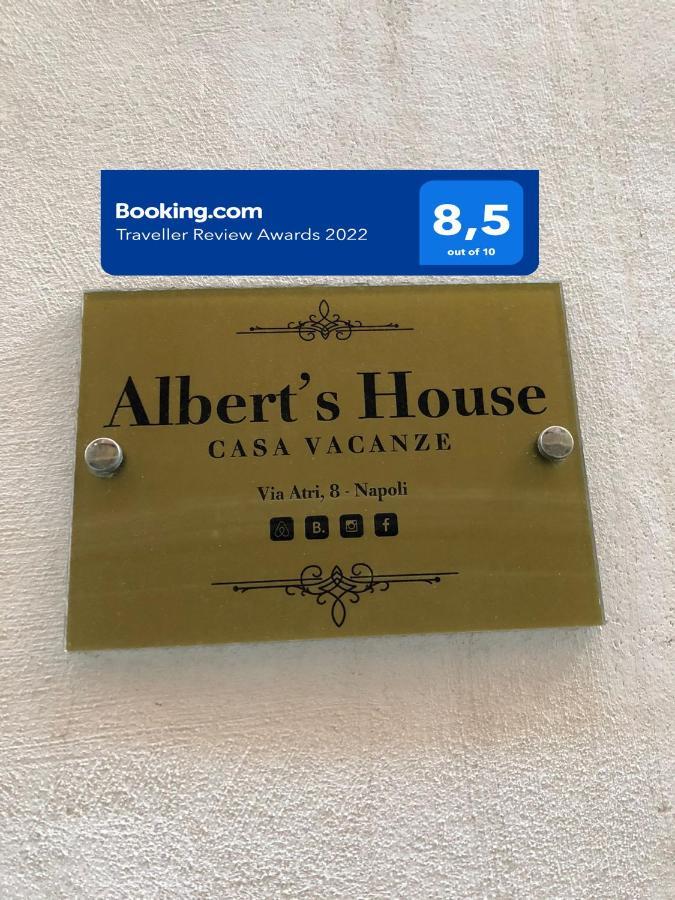 Booking.com
Traveller Review Awards 2022
8,5
out of 10
Albert's House
CASA VACANZE
Via Atri, 8 - Napoli
B.
f